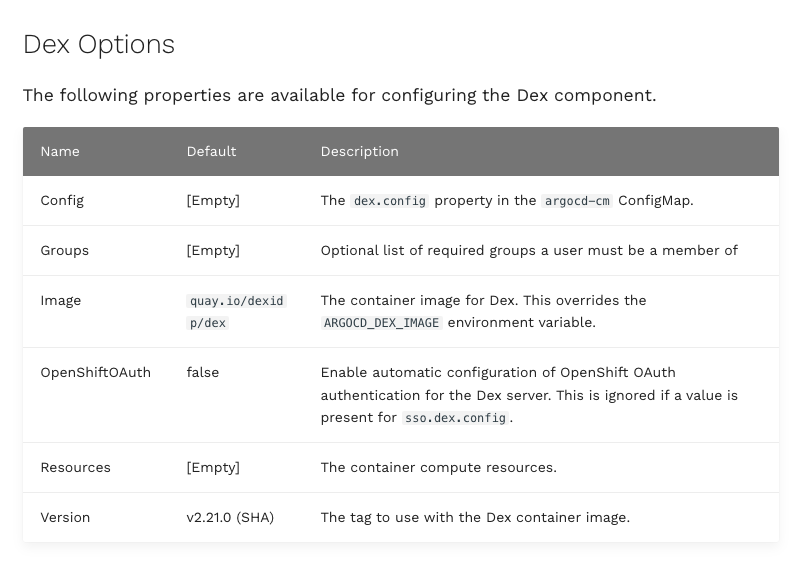 Dex Options
The following properties are available for configuring the Dex component.
Name Default Description
Config [Empty] The dex.config property in the argocd-cm ConfigMap.
Groups [Empty] Optional list of required groups a user must be a member of
Image quay.io/dexid The container image for Dex. This overrides the
p/dex ARGOCD_DEX_IMAGE environment variable.
OpenShiftOAuth false Enable automatic configuration of OpenShift OAuth
authentication for the Dex server. This is ignored if a value is
present for sso.dex.config.
Resources [Empty] The container compute resources.
Version v2.21.0 (SHA) The tag to use with the Dex container image.